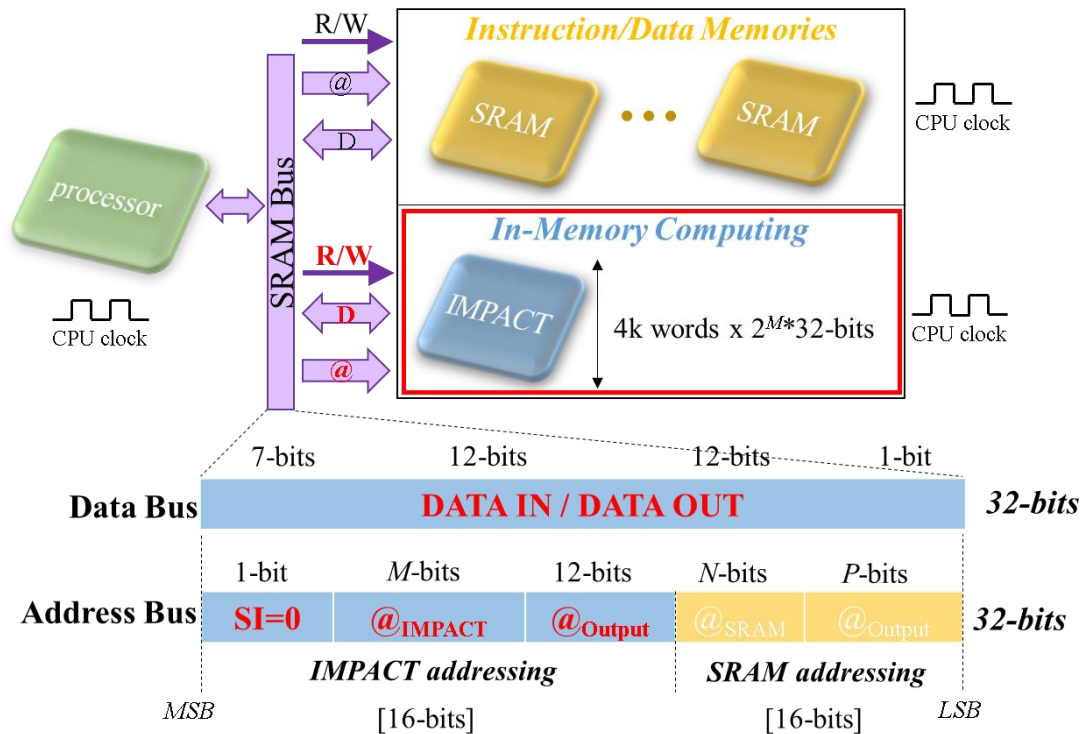 R/W
Instruction/Data Memories
@
SRAM
SRAM
CPU clock
D
processor
SRAM Bus
In-Memory Computing
R/W
IMPACT
D
4k words x 2^M*32-bits
CPU clock
CPU clock
@
7-bits 12-bits 12-bits 1-bit
Data Bus DATA IN / DATA OUT 32-bits
1-bit M-bits 12-bits N-bits P-bits
Address Bus SI=0 @IMPACT @Output @SRAM @Output 32-bits
IMPACT addressing SRAM addressing
MSB LSB
[16-bits] [16-bits]